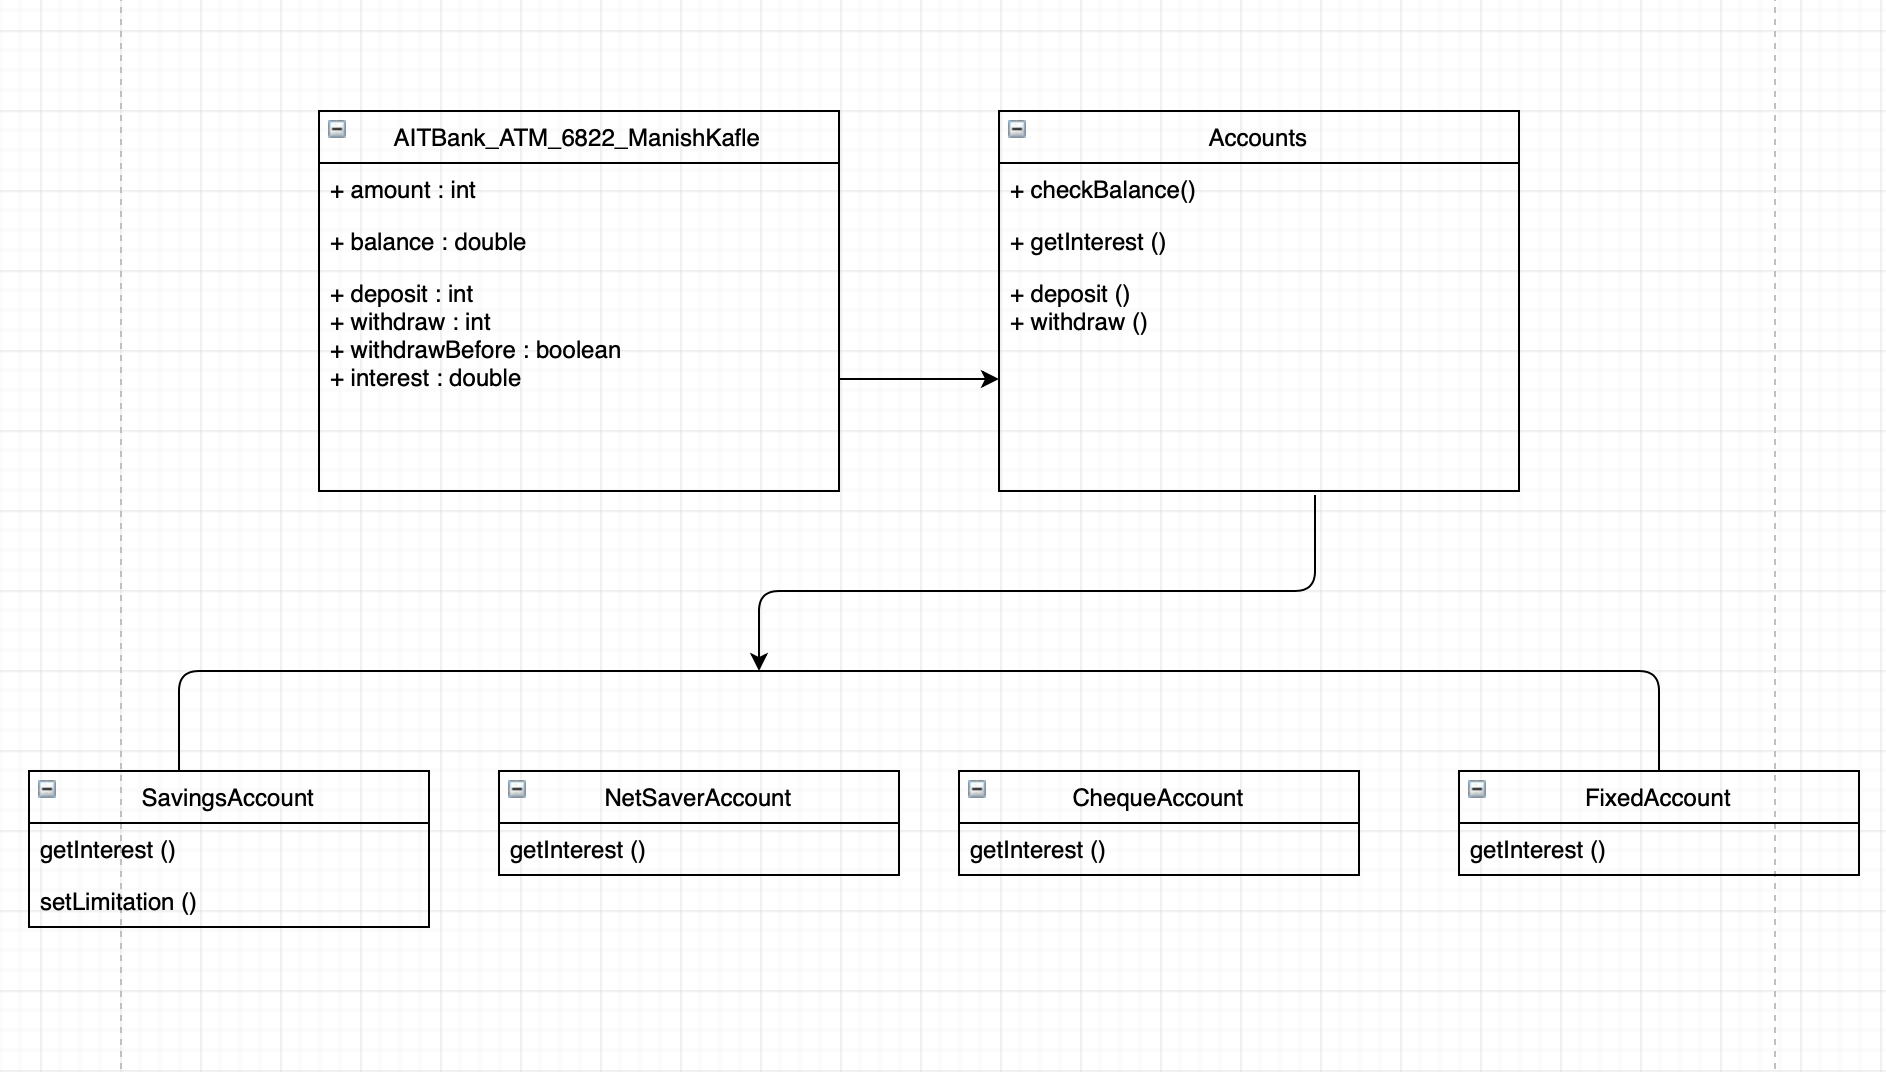 AITBank_ATM_6822_ManishKafle
+ amount : int
+ balance : double
+ deposit : int
+ withdraw : int
+ withdrawBefore : boolean
+ interest : double
Accounts
+ checkBalance()
+ getInterest ()
+ deposit ()
+ withdraw ()
SavingsAccount
getInterest ()
setLimitation ()
NetSaverAccount
getInterest ()
ChequeAccount
getInterest ()
FixedAccount
getInterest ()